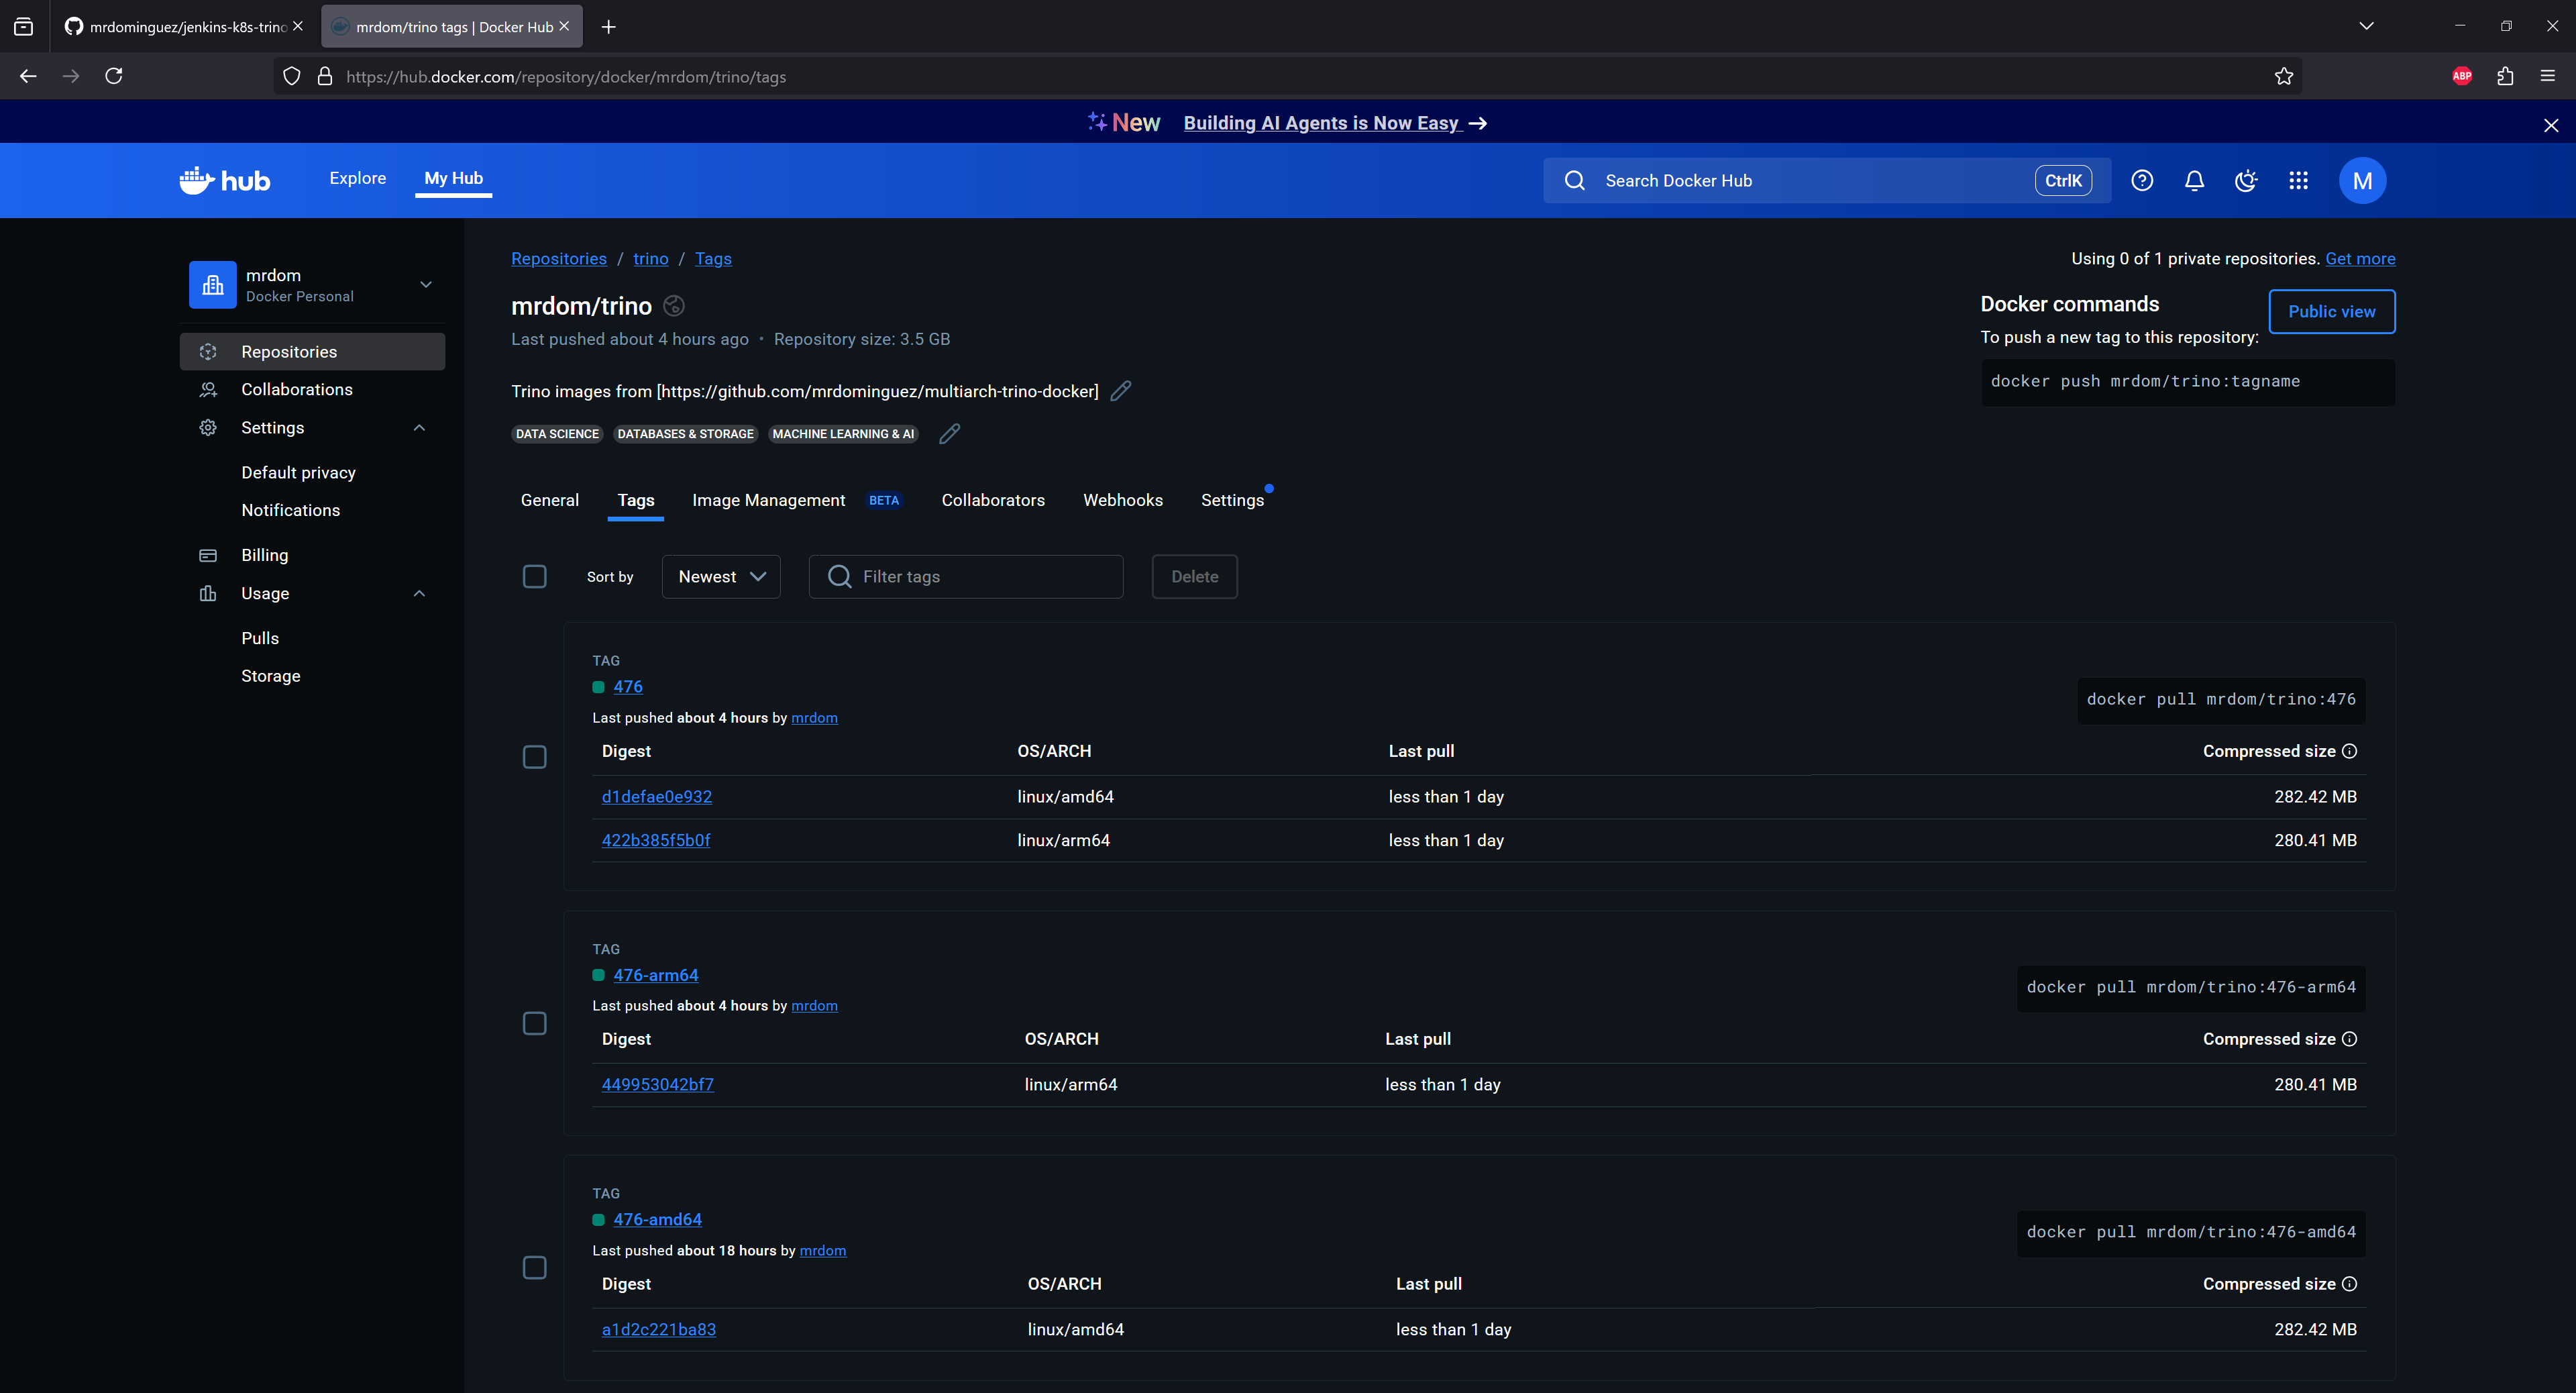 mrdominguez/jenkins-k8s-trino
mrdom/trino tags | Docker Hub
https://hub.docker.com/repository/docker/mrdom/trino/tags
ABP
New Building AI Agents is Now Easy →
hub
Explore
My Hub
Search Docker Hub
CtrlK
M
mrdom
Docker Personal
Repositories
Collaborations
Settings
Default privacy
Notifications
Billing
Usage
Pulls
Storage
Repositories / trino / Tags
Using 0 of 1 private repositories. Get more
mrdom/trino
Last pushed about 4 hours ago • Repository size: 3.5 GB
Docker commands
Public view
To push a new tag to this repository:
docker push mrdom/trino:tagname
Trino images from [https://github.com/mrdominguez/multiarch-trino-docker]
DATA SCIENCE DATABASES & STORAGE MACHINE LEARNING & AI
General Tags Image Management BETA Collaborators Webhooks Settings
Sort by Newest Filter tags Delete
TAG
476
docker pull mrdom/trino:476
Last pushed about 4 hours by mrdom
Digest OS/ARCH Last pull Compressed size
d1defae0e932 linux/amd64 less than 1 day 282.42 MB
422b385f5b0f linux/arm64 less than 1 day 280.41 MB
TAG
476-arm64
docker pull mrdom/trino:476-arm64
Last pushed about 4 hours by mrdom
Digest OS/ARCH Last pull Compressed size
449953042bf7 linux/arm64 less than 1 day 280.41 MB
TAG
476-amd64
docker pull mrdom/trino:476-amd64
Last pushed about 18 hours by mrdom
Digest OS/ARCH Last pull Compressed size
a1d2c221ba83 linux/amd64 less than 1 day 282.42 MB